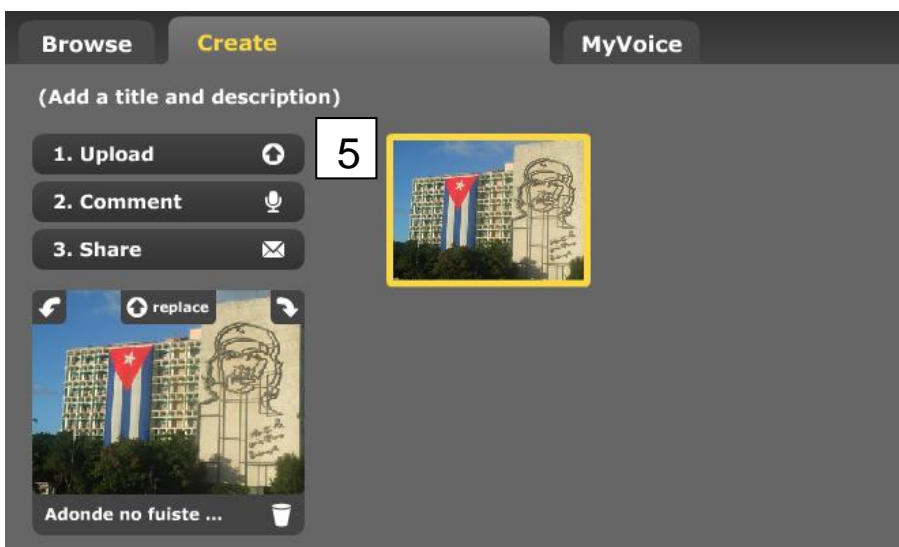 Browse Create MyVoice
(Add a title and description)
1. Upload
5
2. Comment
3. Share
replace
Adonde no fuiste ...